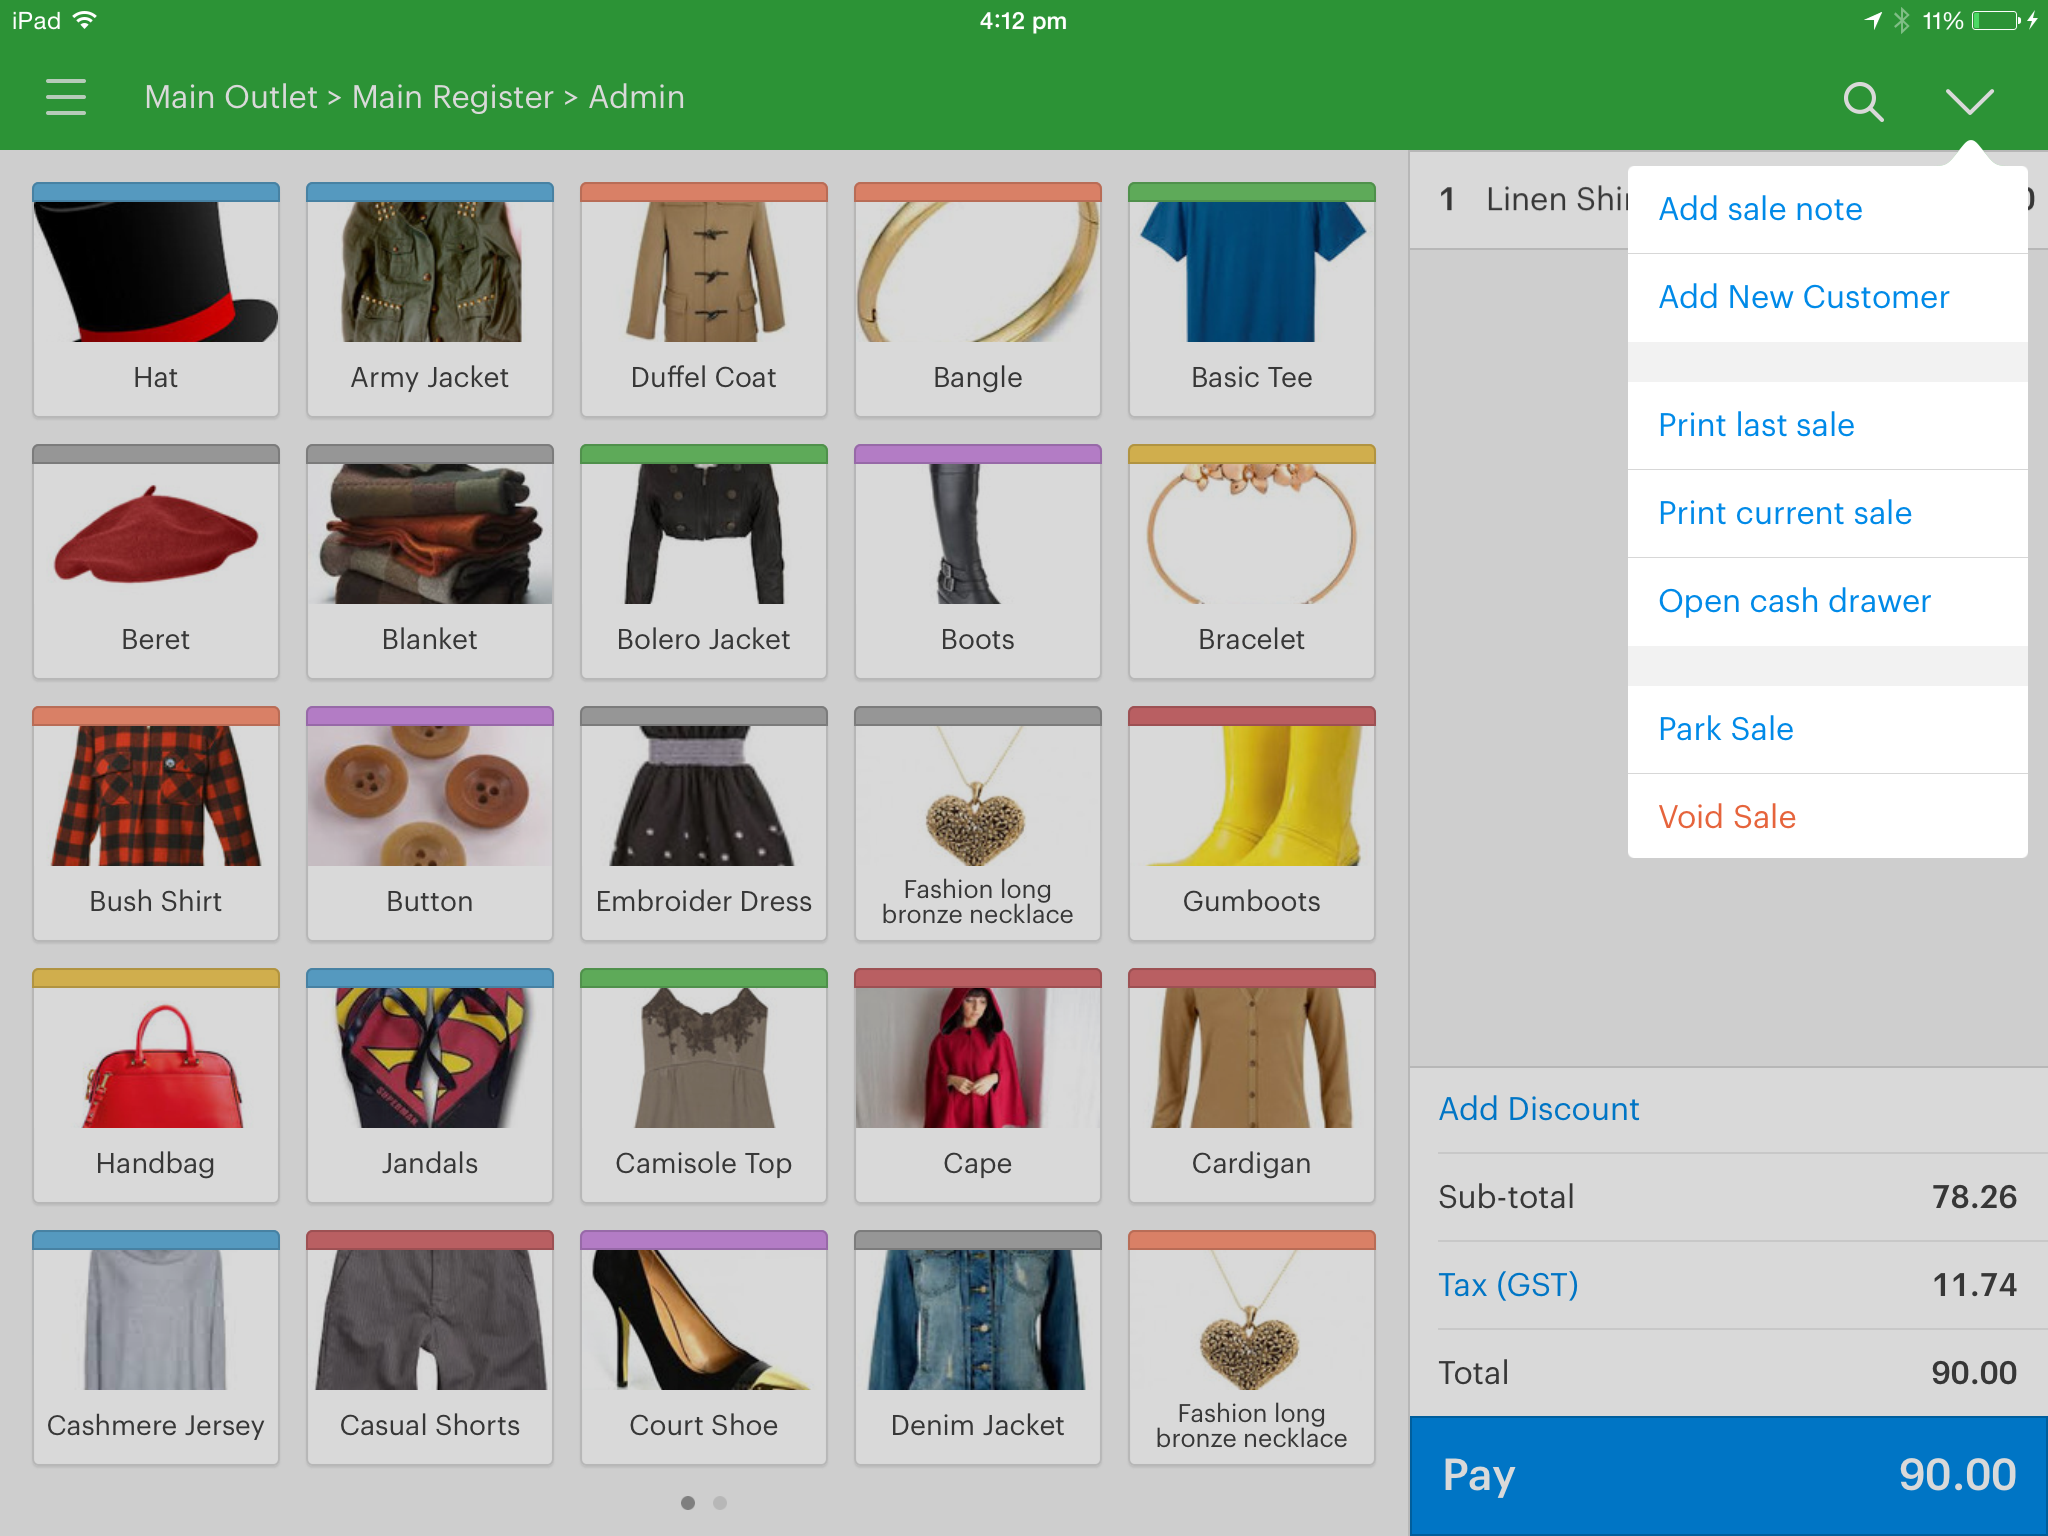 iPad
4:12 pm
11%
Main Outlet > Main Register > Admin
Hat
Army Jacket
Duffel Coat
Bangle
Basic Tee
Beret
Blanket
Bolero Jacket
Boots
Bracelet
Bush Shirt
Button
Embroider Dress
Fashion long
bronze necklace
Gumboots
Handbag
SUPERMAN
Jandals
Camisole Top
Cape
Cardigan
Cashmere Jersey
Casual Shorts
Court Shoe
Denim Jacket
Fashion long
bronze necklace
1 Linen Shi
Add sale note
Add New Customer
Print last sale
Print current sale
Open cash drawer
Park Sale
Void Sale
Add Discount
Sub-total 78.26
Tax (GST) 11.74
Total 90.00
Pay 90.00